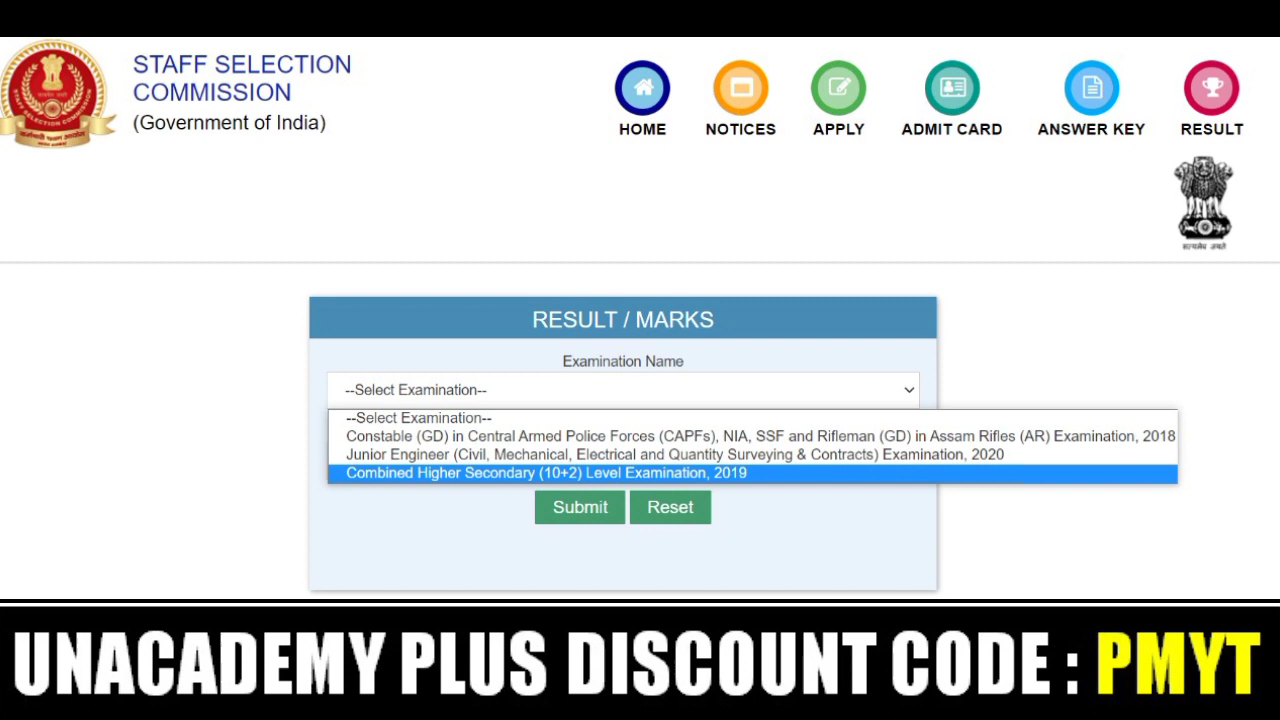 STAFF SELECTION
COMMISSION
(Government of India)
HOME
NOTICES
APPLY
ADMIT CARD
ANSWER KEY
RESULT
सत्यमेव जयते
RESULT / MARKS
Examination Name
--Select Examination--
--Select Examination--
Constable (GD) in Central Armed Police Forces (CAPFs), NIA, SSF and Rifleman (GD) in Assam Rifles (AR) Examination, 2018
Junior Engineer (Civil, Mechanical, Electrical and Quantity Surveying & Contracts) Examination, 2020
Combined Higher Secondary (10+2) Level Examination, 2019
Submit Reset
UNACADEMY PLUS DISCOUNT CODE : PMYT